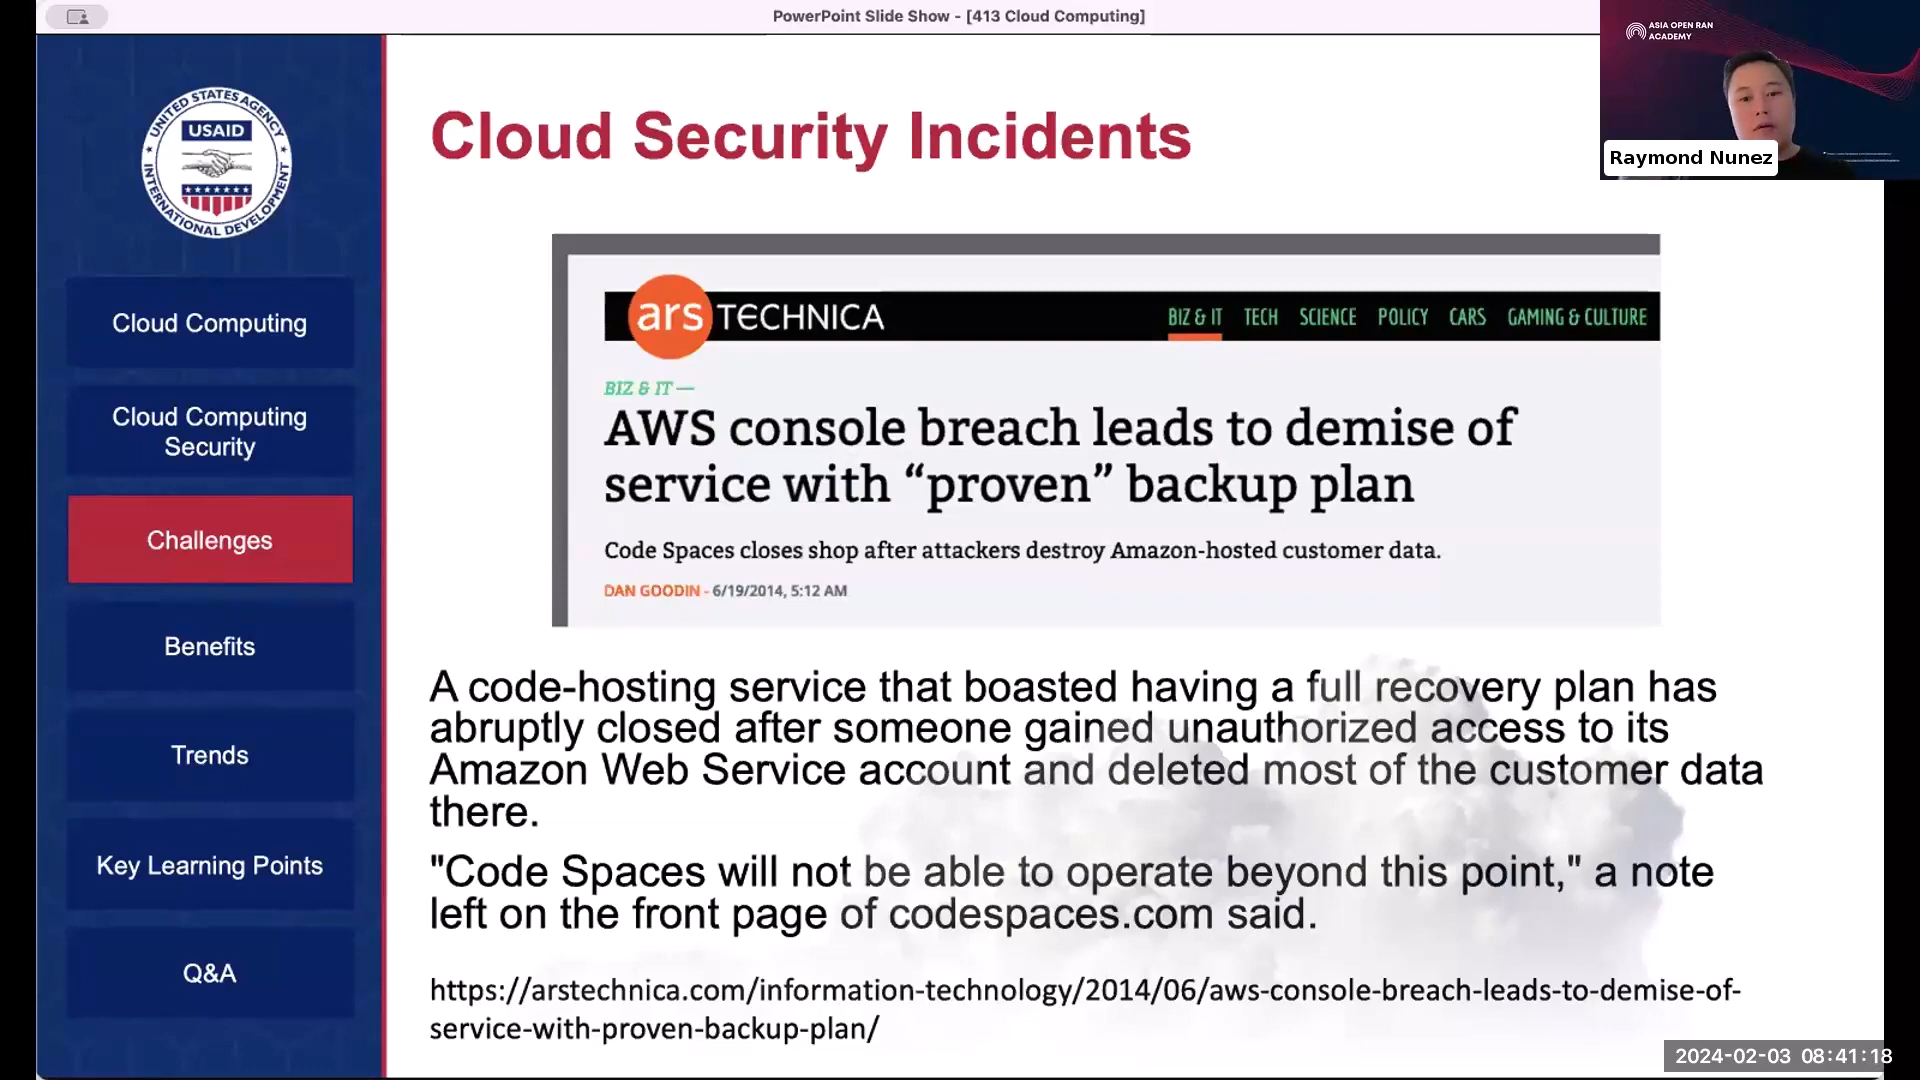 PowerPoint Slide Show - [413 Cloud Computing]
ASIA OPEN RAN
ACADEMY
Raymond Nunez
UNITED STATES AGENCY
USAID
INTERNATIONAL DEVELOPMENT
Cloud Computing
Cloud Computing
Security
Challenges
Benefits
Trends
Key Learning Points
Q&A
Cloud Security Incidents
ars TECHNICA
BIZ & IT TECH SCIENCE POLICY CARS GAMING & CULTURE
BIZ & IT —
AWS console breach leads to demise of
service with “proven” backup plan
Code Spaces closes shop after attackers destroy Amazon-hosted customer data.
DAN GOODIN - 6/19/2014, 5:12 AM
A code-hosting service that boasted having a full recovery plan has
abruptly closed after someone gained unauthorized access to its
Amazon Web Service account and deleted most of the customer data
there.
"Code Spaces will not be able to operate beyond this point," a note
left on the front page of codespaces.com said.
https://arstechnica.com/information-technology/2014/06/aws-console-breach-leads-to-demise-of-
service-with-proven-backup-plan/
2024-02-03 08:41:18